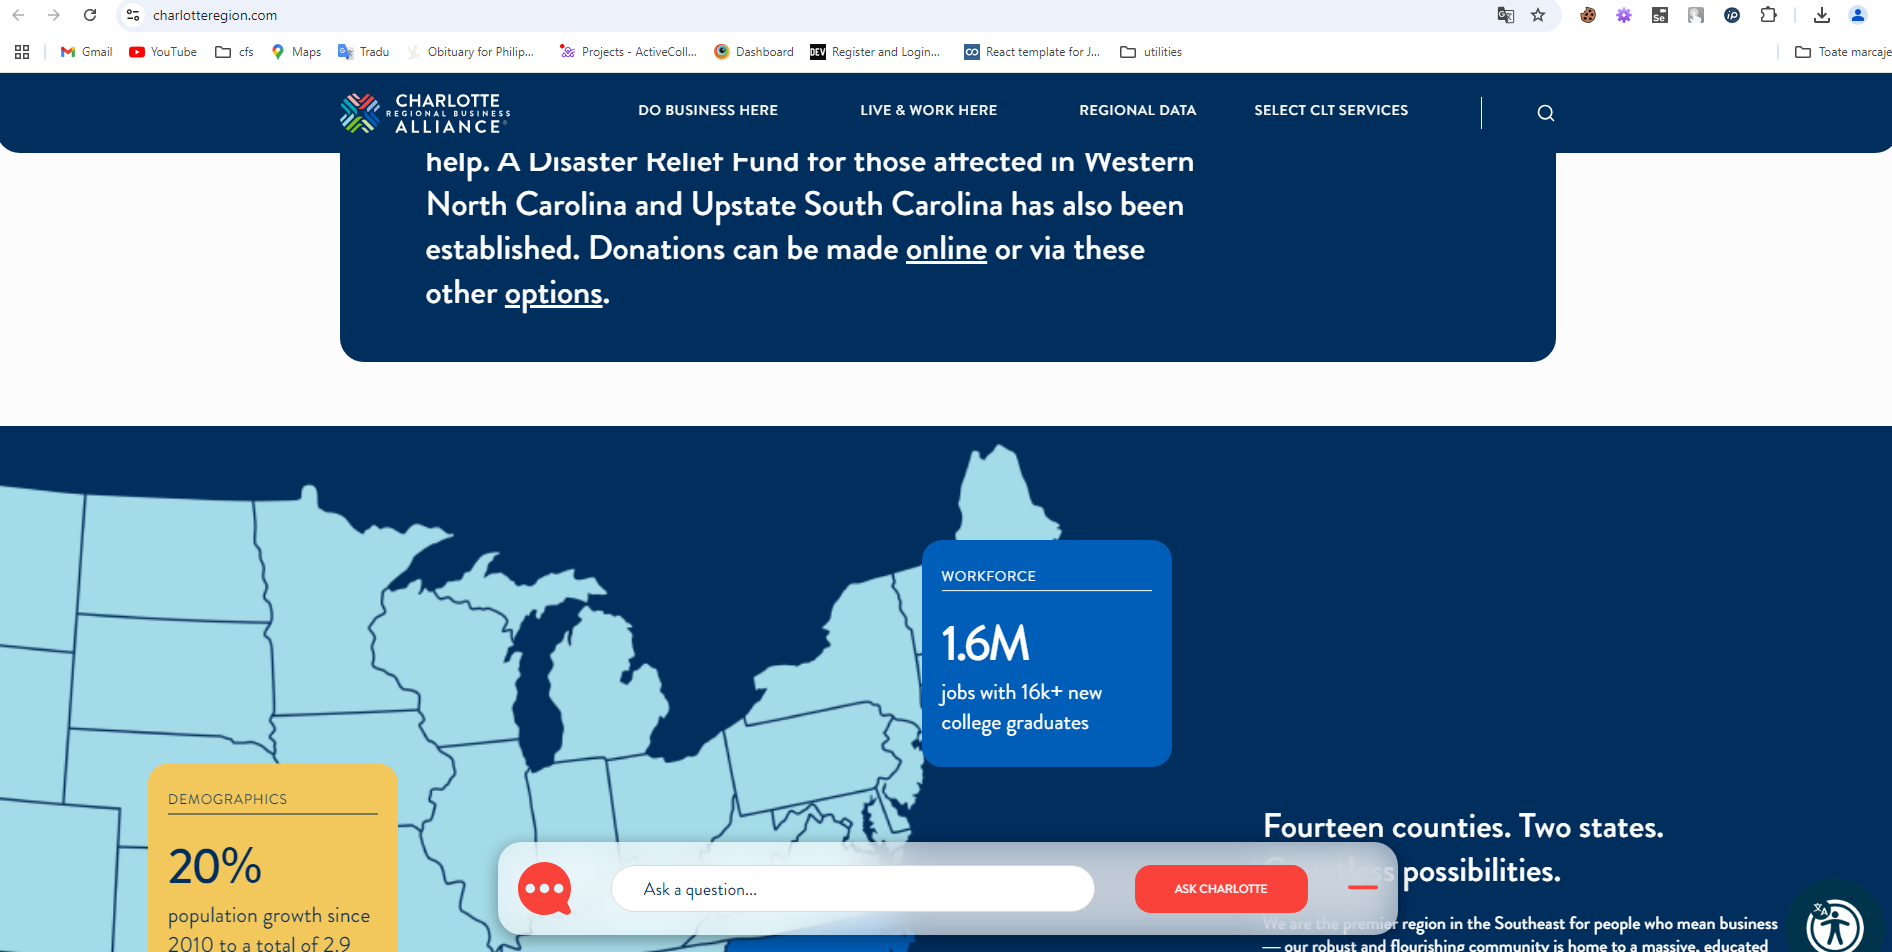 charlotteregion.com
Gmail
YouTube
cfs
Maps
Tradu
Obituary for Philip...
Projects - ActiveColl...
Dashboard
DEV
Register and Login...
React template for J...
utilities
Toate marcaje
CHARLOTTE
REGIONAL BUSINESS
ALLIANCE
DO BUSINESS HERE
LIVE & WORK HERE
REGIONAL DATA
SELECT CLT SERVICES
help. A Disaster Relief Fund for those affected in Western
North Carolina and Upstate South Carolina has also been
established. Donations can be made online or via these
other options.
WORKFORCE
1.6M
jobs with 16k+ new
college graduates
DEMOGRAPHICS
20%
population growth since
2010 to a total of 2.9
Fourteen counties. Two states.
Countless possibilities.
We are the premier region in the Southeast for people who mean business
— our robust and flourishing community is home to a massive, educated
Ask a question...
ASK CHARLOTTE